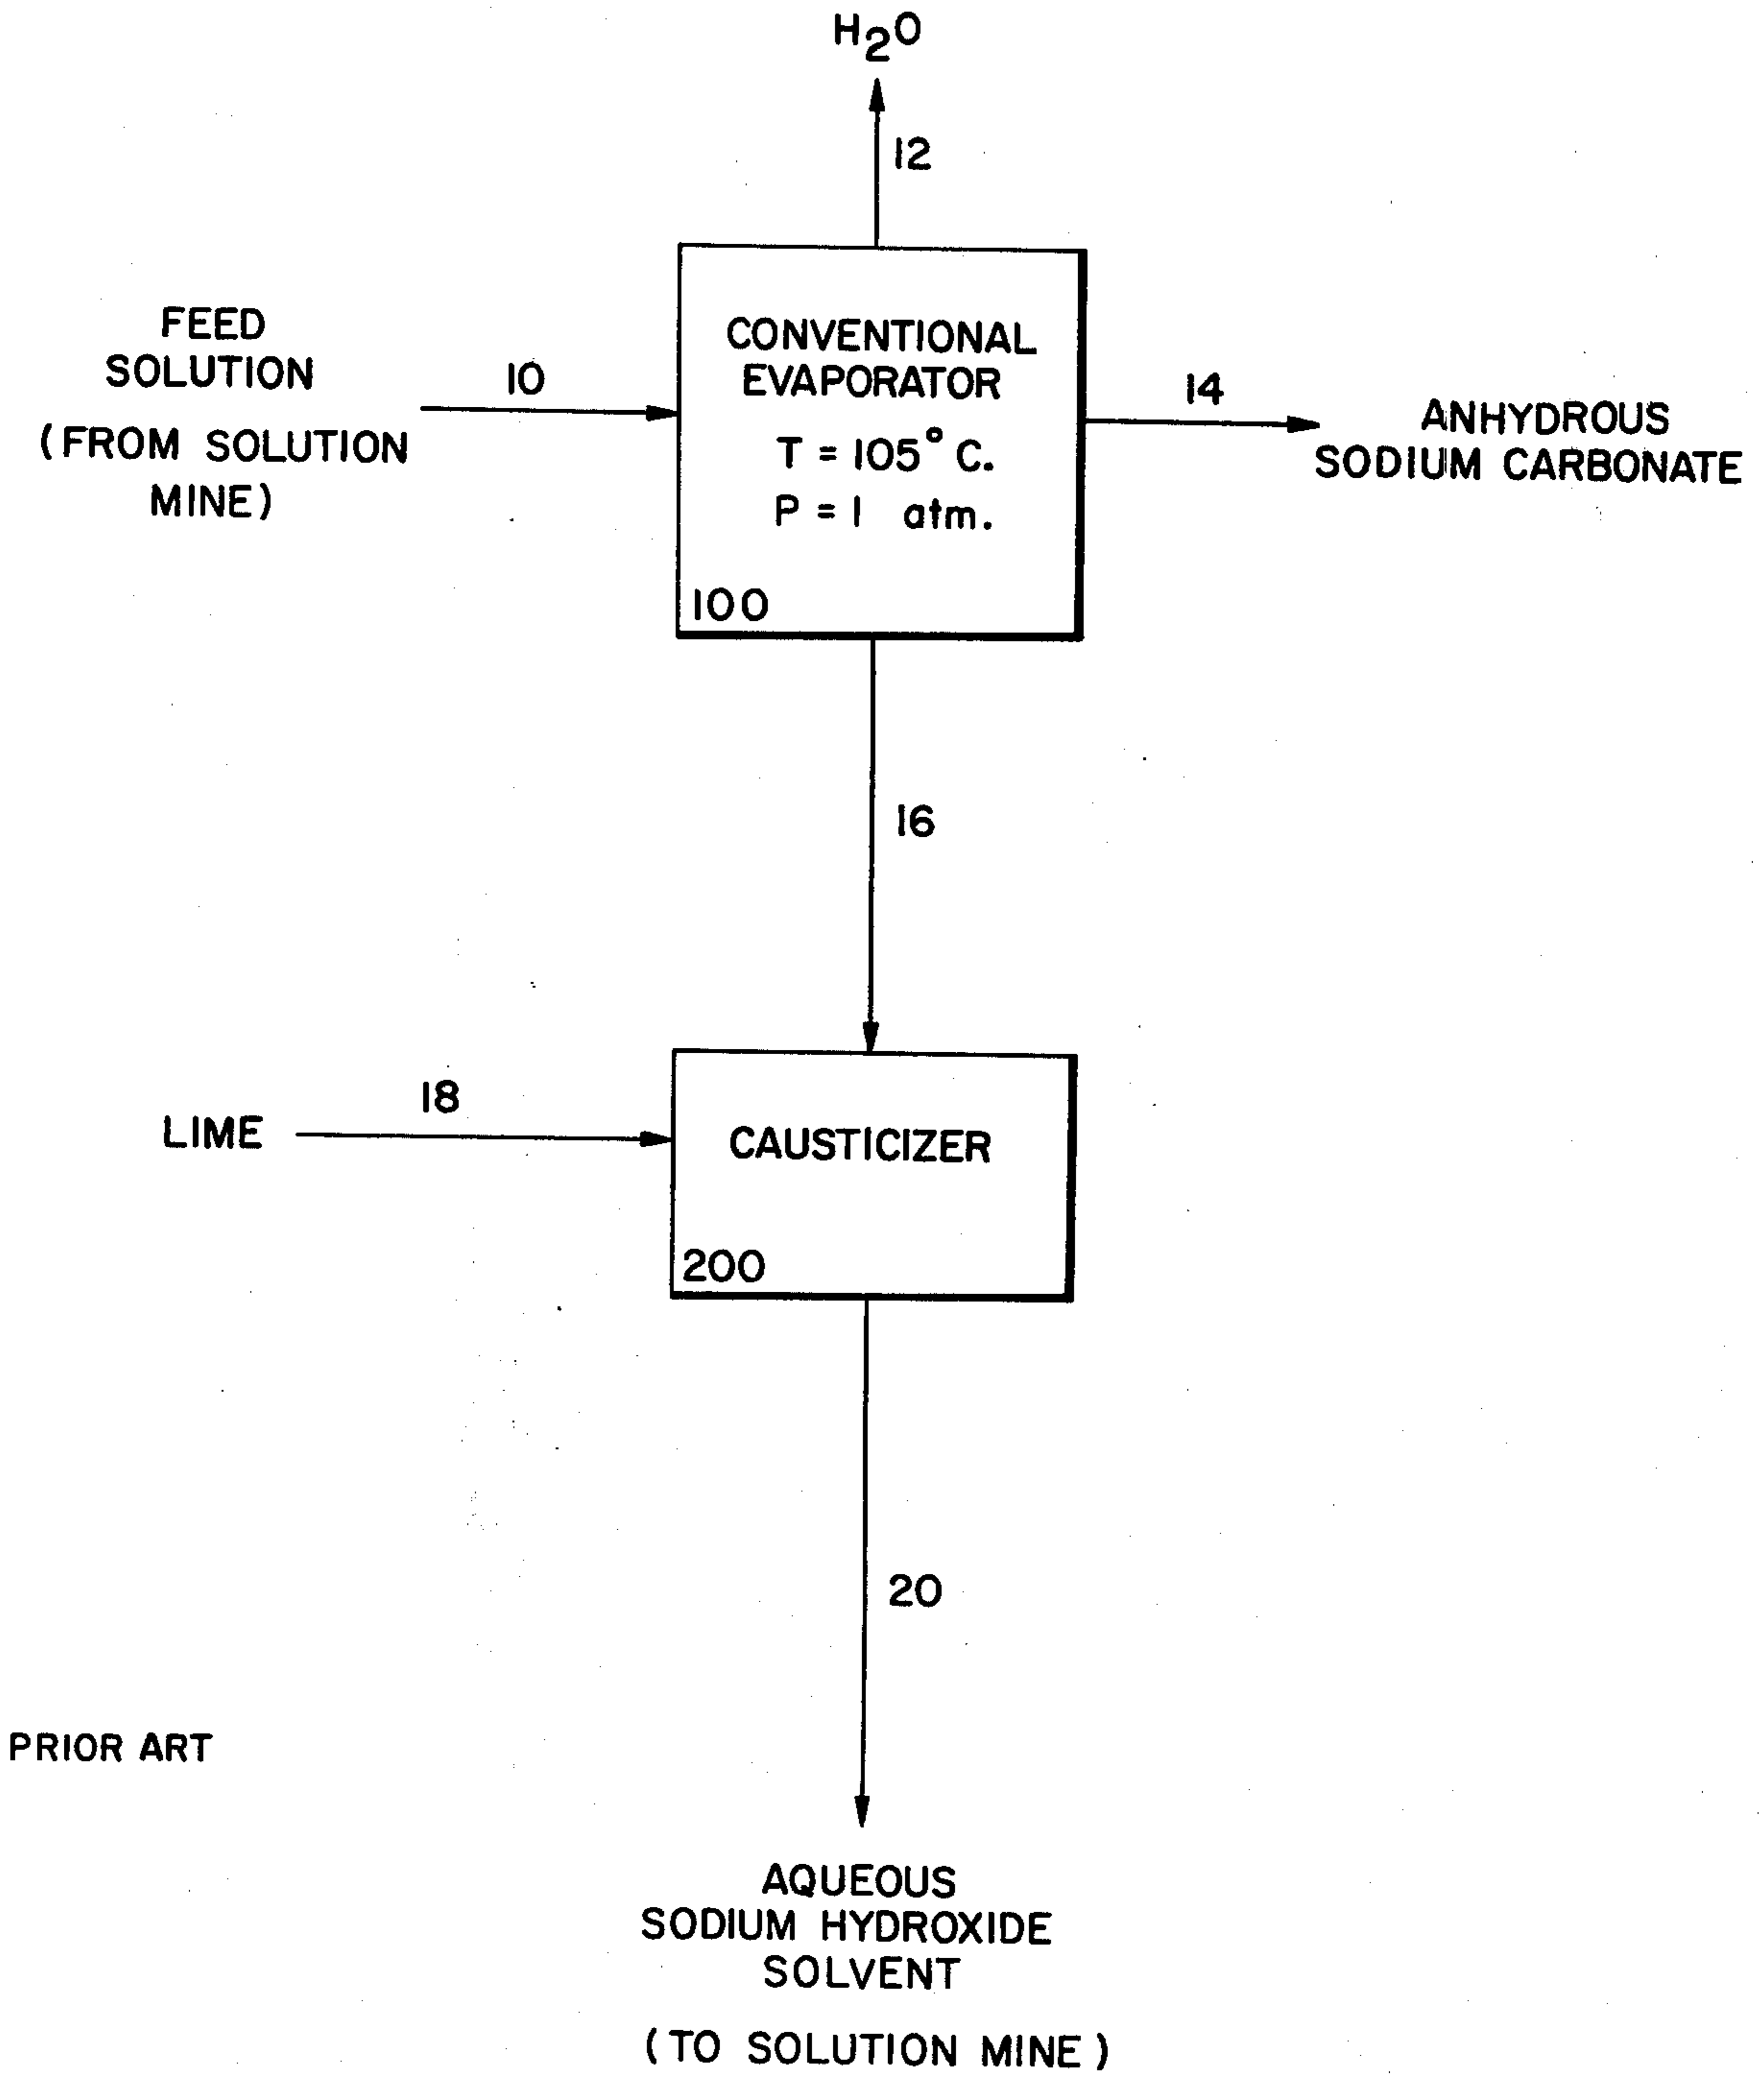 H2O
12
FEED
SOLUTION
(FROM SOLUTION
MINE)
10
CONVENTIONAL
EVAPORATOR
T = 105° C.
P = 1 atm.
100
14
ANHYDROUS
SODIUM CARBONATE
16
LIME
18
CAUSTICIZER
200
20
PRIOR ART
AQUEOUS
SODIUM HYDROXIDE
SOLVENT
(TO SOLUTION MINE)